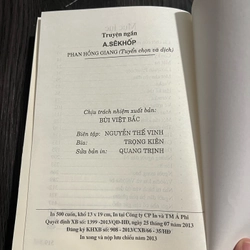 Truyện ngắn
A.SÊKHỐP
PHAN HỒNG GIANG (Tuyển chọn và dịch)
Chịu trách nhiệm xuất bản:
BÙI VIỆT BẮC
Biên tập: NGUYỄN THẾ VINH
Bìa: TRỌNG KIÊN
Sửa bản in: QUANG TRỊNH
In 500 cuốn, khổ 13 x 19 cm, In tại Công ty CP In và TM Á Phi
Quyết định XB số: 1399/2013/QĐ-HĐ, ngày 25 tháng 07 năm 2013
Đăng ký KHXB số: 908 - 2013/CXB/66 - 35/HĐ
In xong và nộp lưu chiểu năm 2013